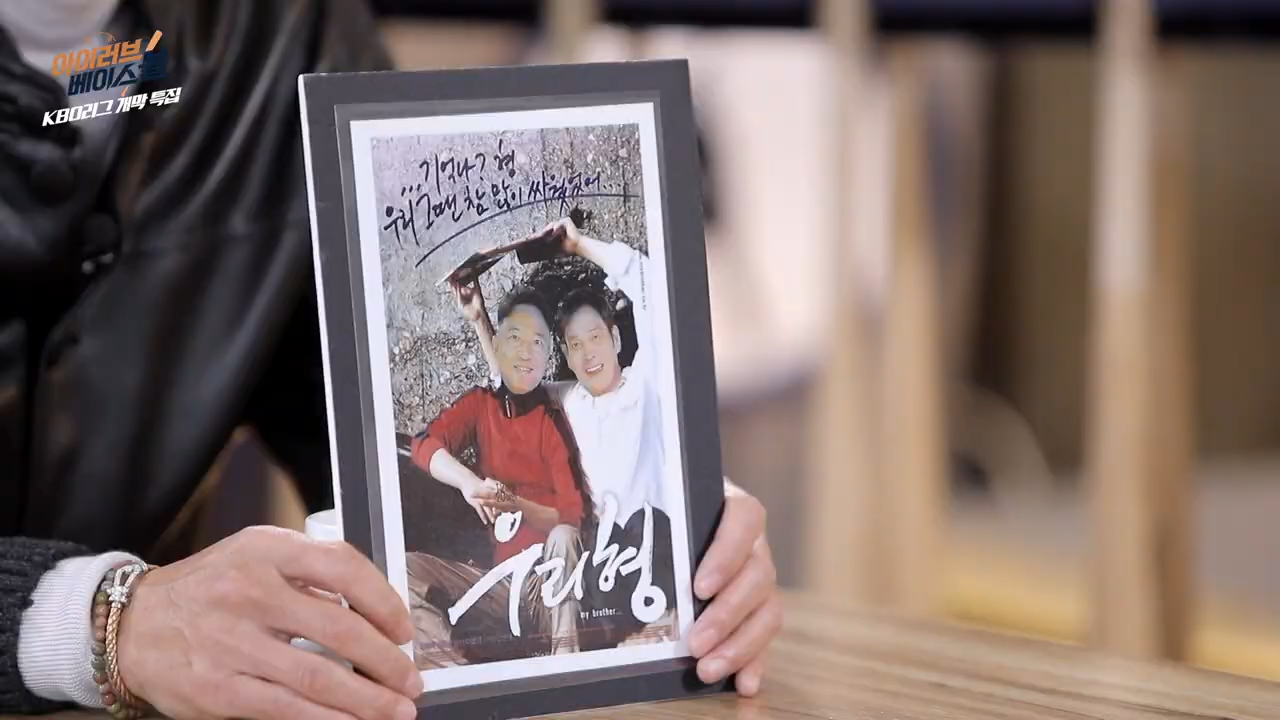 아이러브
베이스볼
KBO리그 개막 특집
...기억나? 형
우리 그땐 참 많이 싸웠었어...
우리형
my brother...